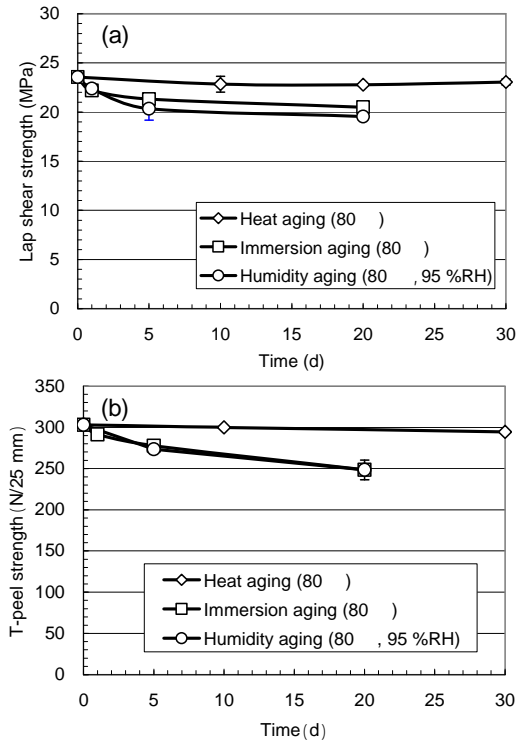 30
(a)
25
20
15
10
5
0
Lap shear strength (MPa)
Heat aging (80 )
Immersion aging (80 )
Humidity aging (80 , 95 %RH)
0 5 10 15 20 25 30
Time (d)
350
(b)
300
250
200
150
100
50
0
T-peel strength (N/25 mm)
Heat aging (80 )
Immersion aging (80 )
Humidity aging (80 , 95 %RH)
0 5 10 15 20 25 30
Time (d)